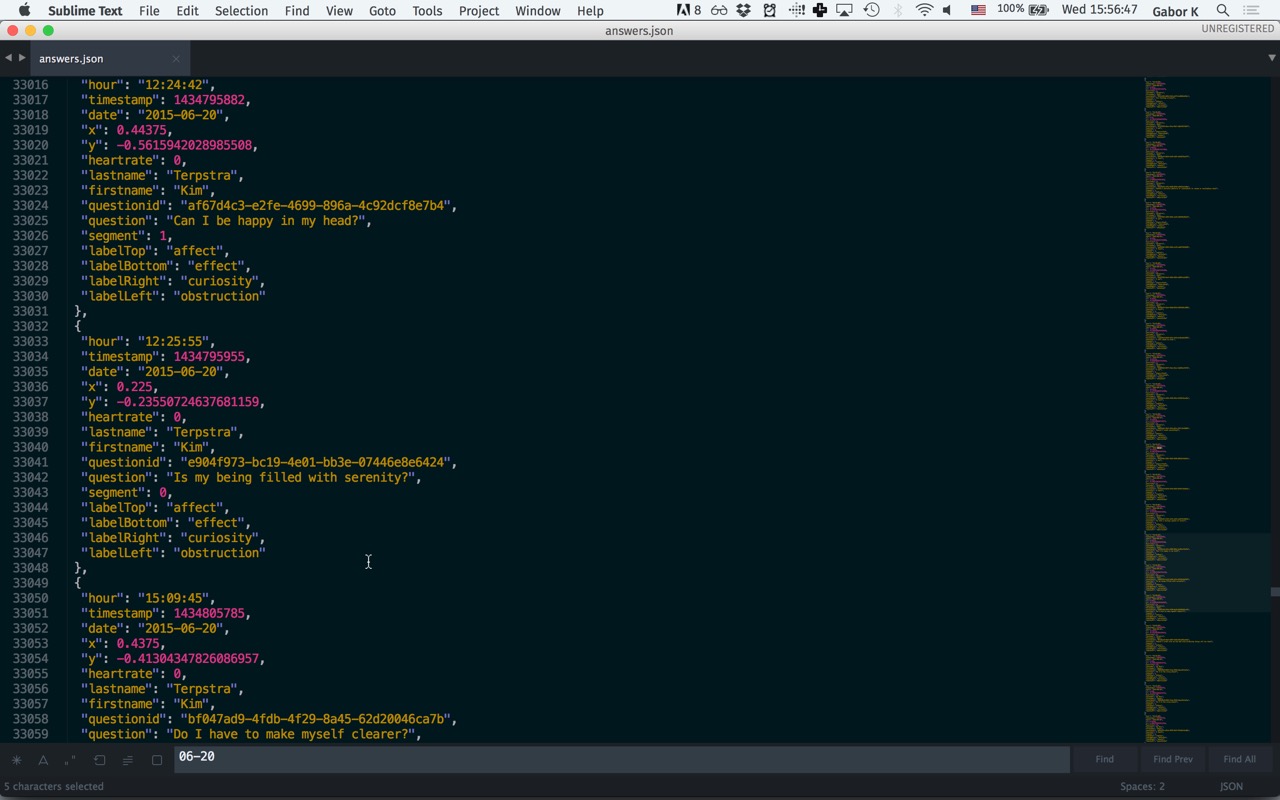 Sublime Text File Edit Selection Find View Goto Tools Project Window Help 8 100% Wed 15:56:47 Gabor K
answers.json UNREGISTERED
answers.json
33016 "hour": "12:24:42",
33017 "timestamp": 1434795882,
33018 "date": "2015-06-20",
33019 "x": 0.44375,
33020 "y": -0.5615942028985508,
33021 "heartrate": 0,
33022 "lastname": "Terpstra",
33023 "firstname": "Kim",
33024 "questionid": "af67d4c3-e2fe-4699-896a-4c92dcf8e7b4",
33025 "question": "Can I be happy in my head?",
33026 "segment": 1,
33027 "labelTop": "affect",
33028 "labelBottom": "effect",
33029 "labelRight": "curiosity",
33030 "labelLeft": "obstruction"
33031 },
33032 {
33033 "hour": "12:25:55",
33034 "timestamp": 1434795955,
33035 "date": "2015-06-20",
33036 "x": 0.225,
33037 "y": -0.23550724637681159,
33038 "heartrate": 0,
33039 "lastname": "Terpstra",
33040 "firstname": "Kim",
33041 "questionid": "e904f973-bc19-4e01-bb3e-07446e8e6424",
33042 "question": "Is my being filled with serenity?",
33043 "segment": 0,
33044 "labelTop": "affect",
33045 "labelBottom": "effect",
33046 "labelRight": "curiosity",
33047 "labelLeft": "obstruction"
33048 },
33049 {
33050 "hour": "15:09:45",
33051 "timestamp": 1434805785,
33052 "date": "2015-06-20",
33053 "x": 0.4375,
33054 "y": -0.41304347826086957,
33055 "heartrate": 0,
33056 "lastname": "Terpstra",
33057 "firstname": "Kim",
33058 "questionid": "bf047ad9-4fdb-4f29-8a45-62d20046ca7b",
33059 "question": "Do I have to make myself clearer?",
06-20 Find Find Prev Find All
5 characters selected Spaces: 2 JSON